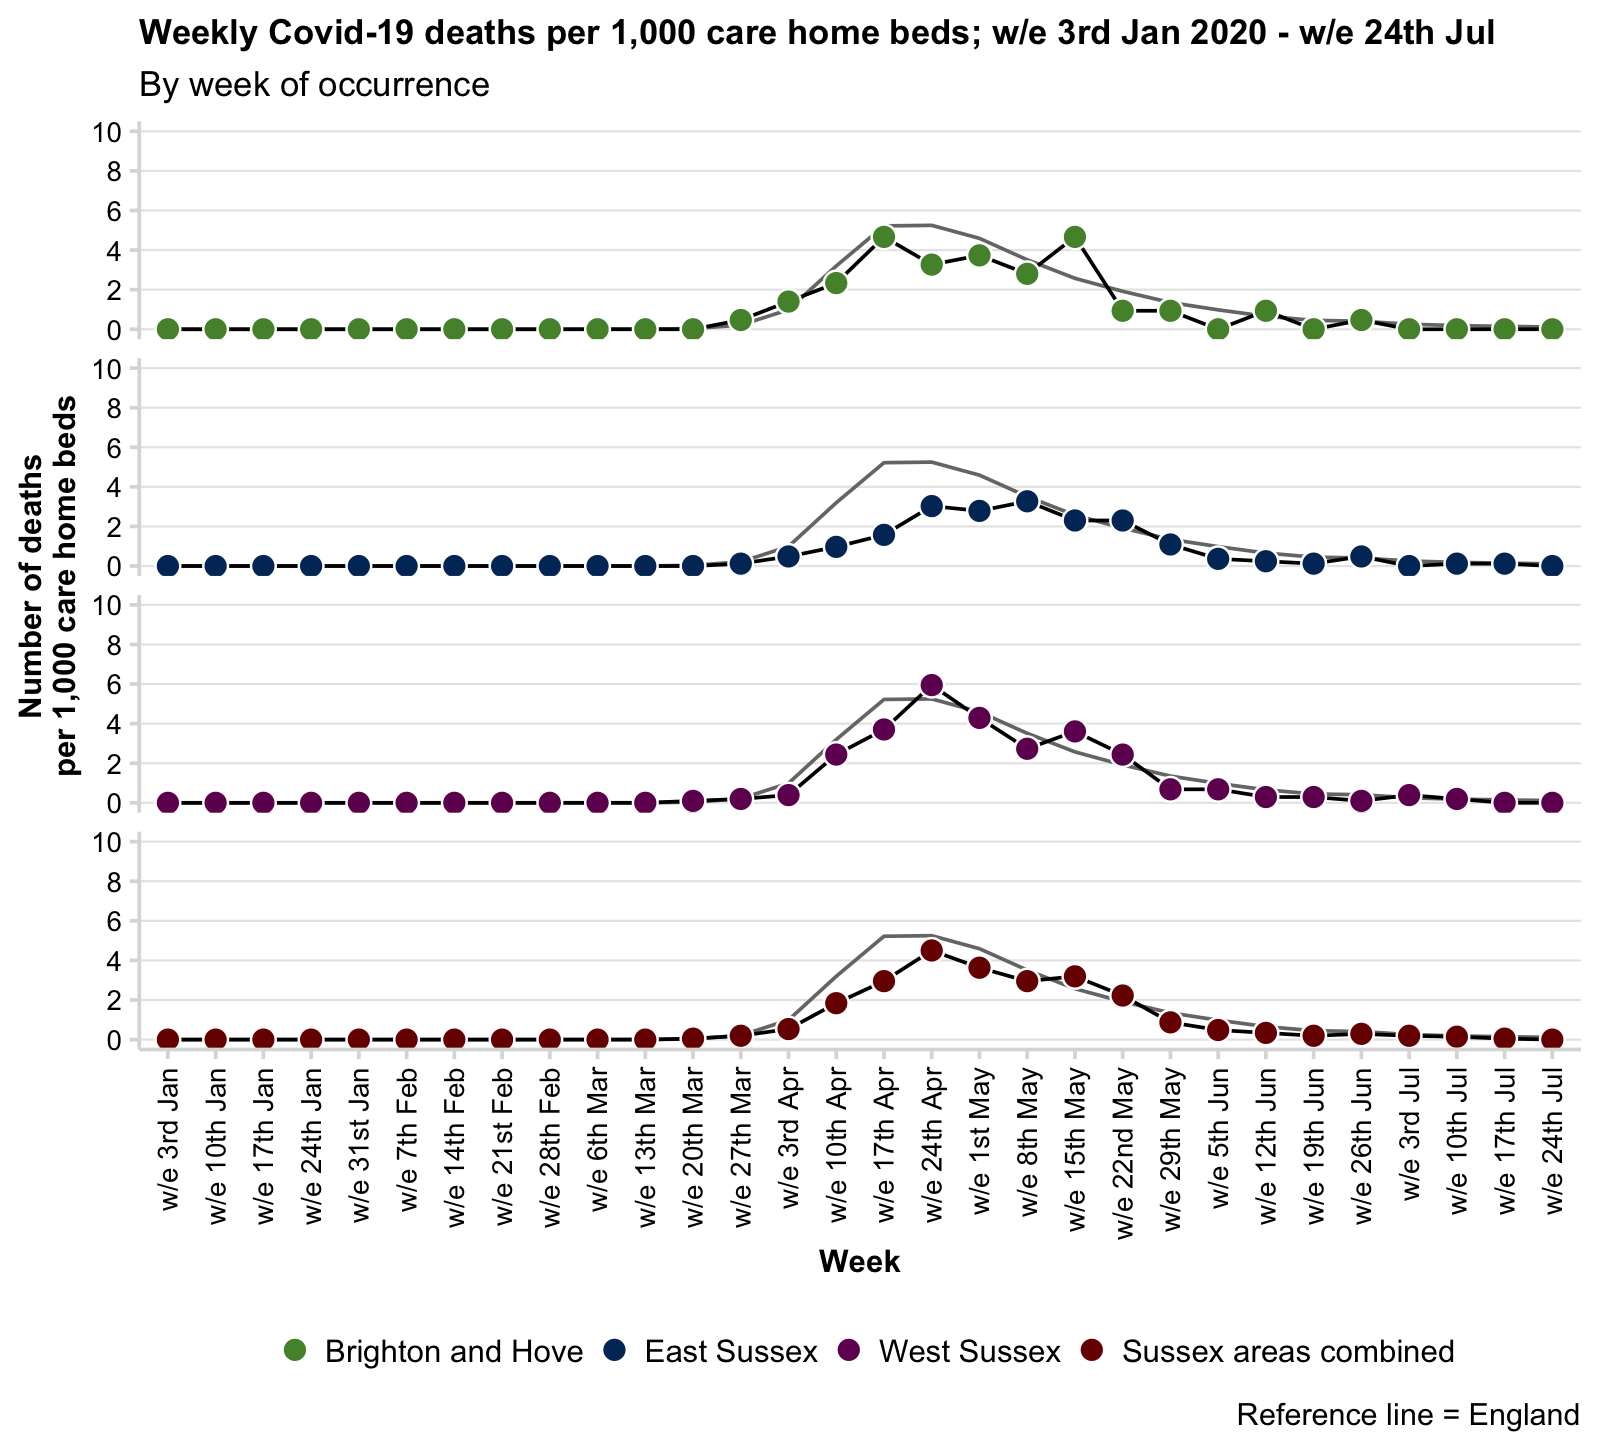 Weekly Covid-19 deaths per 1,000 care home beds; w/e 3rd Jan 2020 - w/e 24th Jul
By week of occurrence
Number of deaths
per 1,000 care home beds
10
8
6
4
2
0
10
8
6
4
2
0
10
8
6
4
2
0
10
8
6
4
2
0
w/e 3rd Jan
w/e 10th Jan
w/e 17th Jan
w/e 24th Jan
w/e 31st Jan
w/e 7th Feb
w/e 14th Feb
w/e 21st Feb
w/e 28th Feb
w/e 6th Mar
w/e 13th Mar
w/e 20th Mar
w/e 27th Mar
w/e 3rd Apr
w/e 10th Apr
w/e 17th Apr
w/e 24th Apr
w/e 1st May
w/e 8th May
w/e 15th May
w/e 22nd May
w/e 29th May
w/e 5th Jun
w/e 12th Jun
w/e 19th Jun
w/e 26th Jun
w/e 3rd Jul
w/e 10th Jul
w/e 17th Jul
w/e 24th Jul
Week
Brighton and Hove
East Sussex
West Sussex
Sussex areas combined
Reference line = England